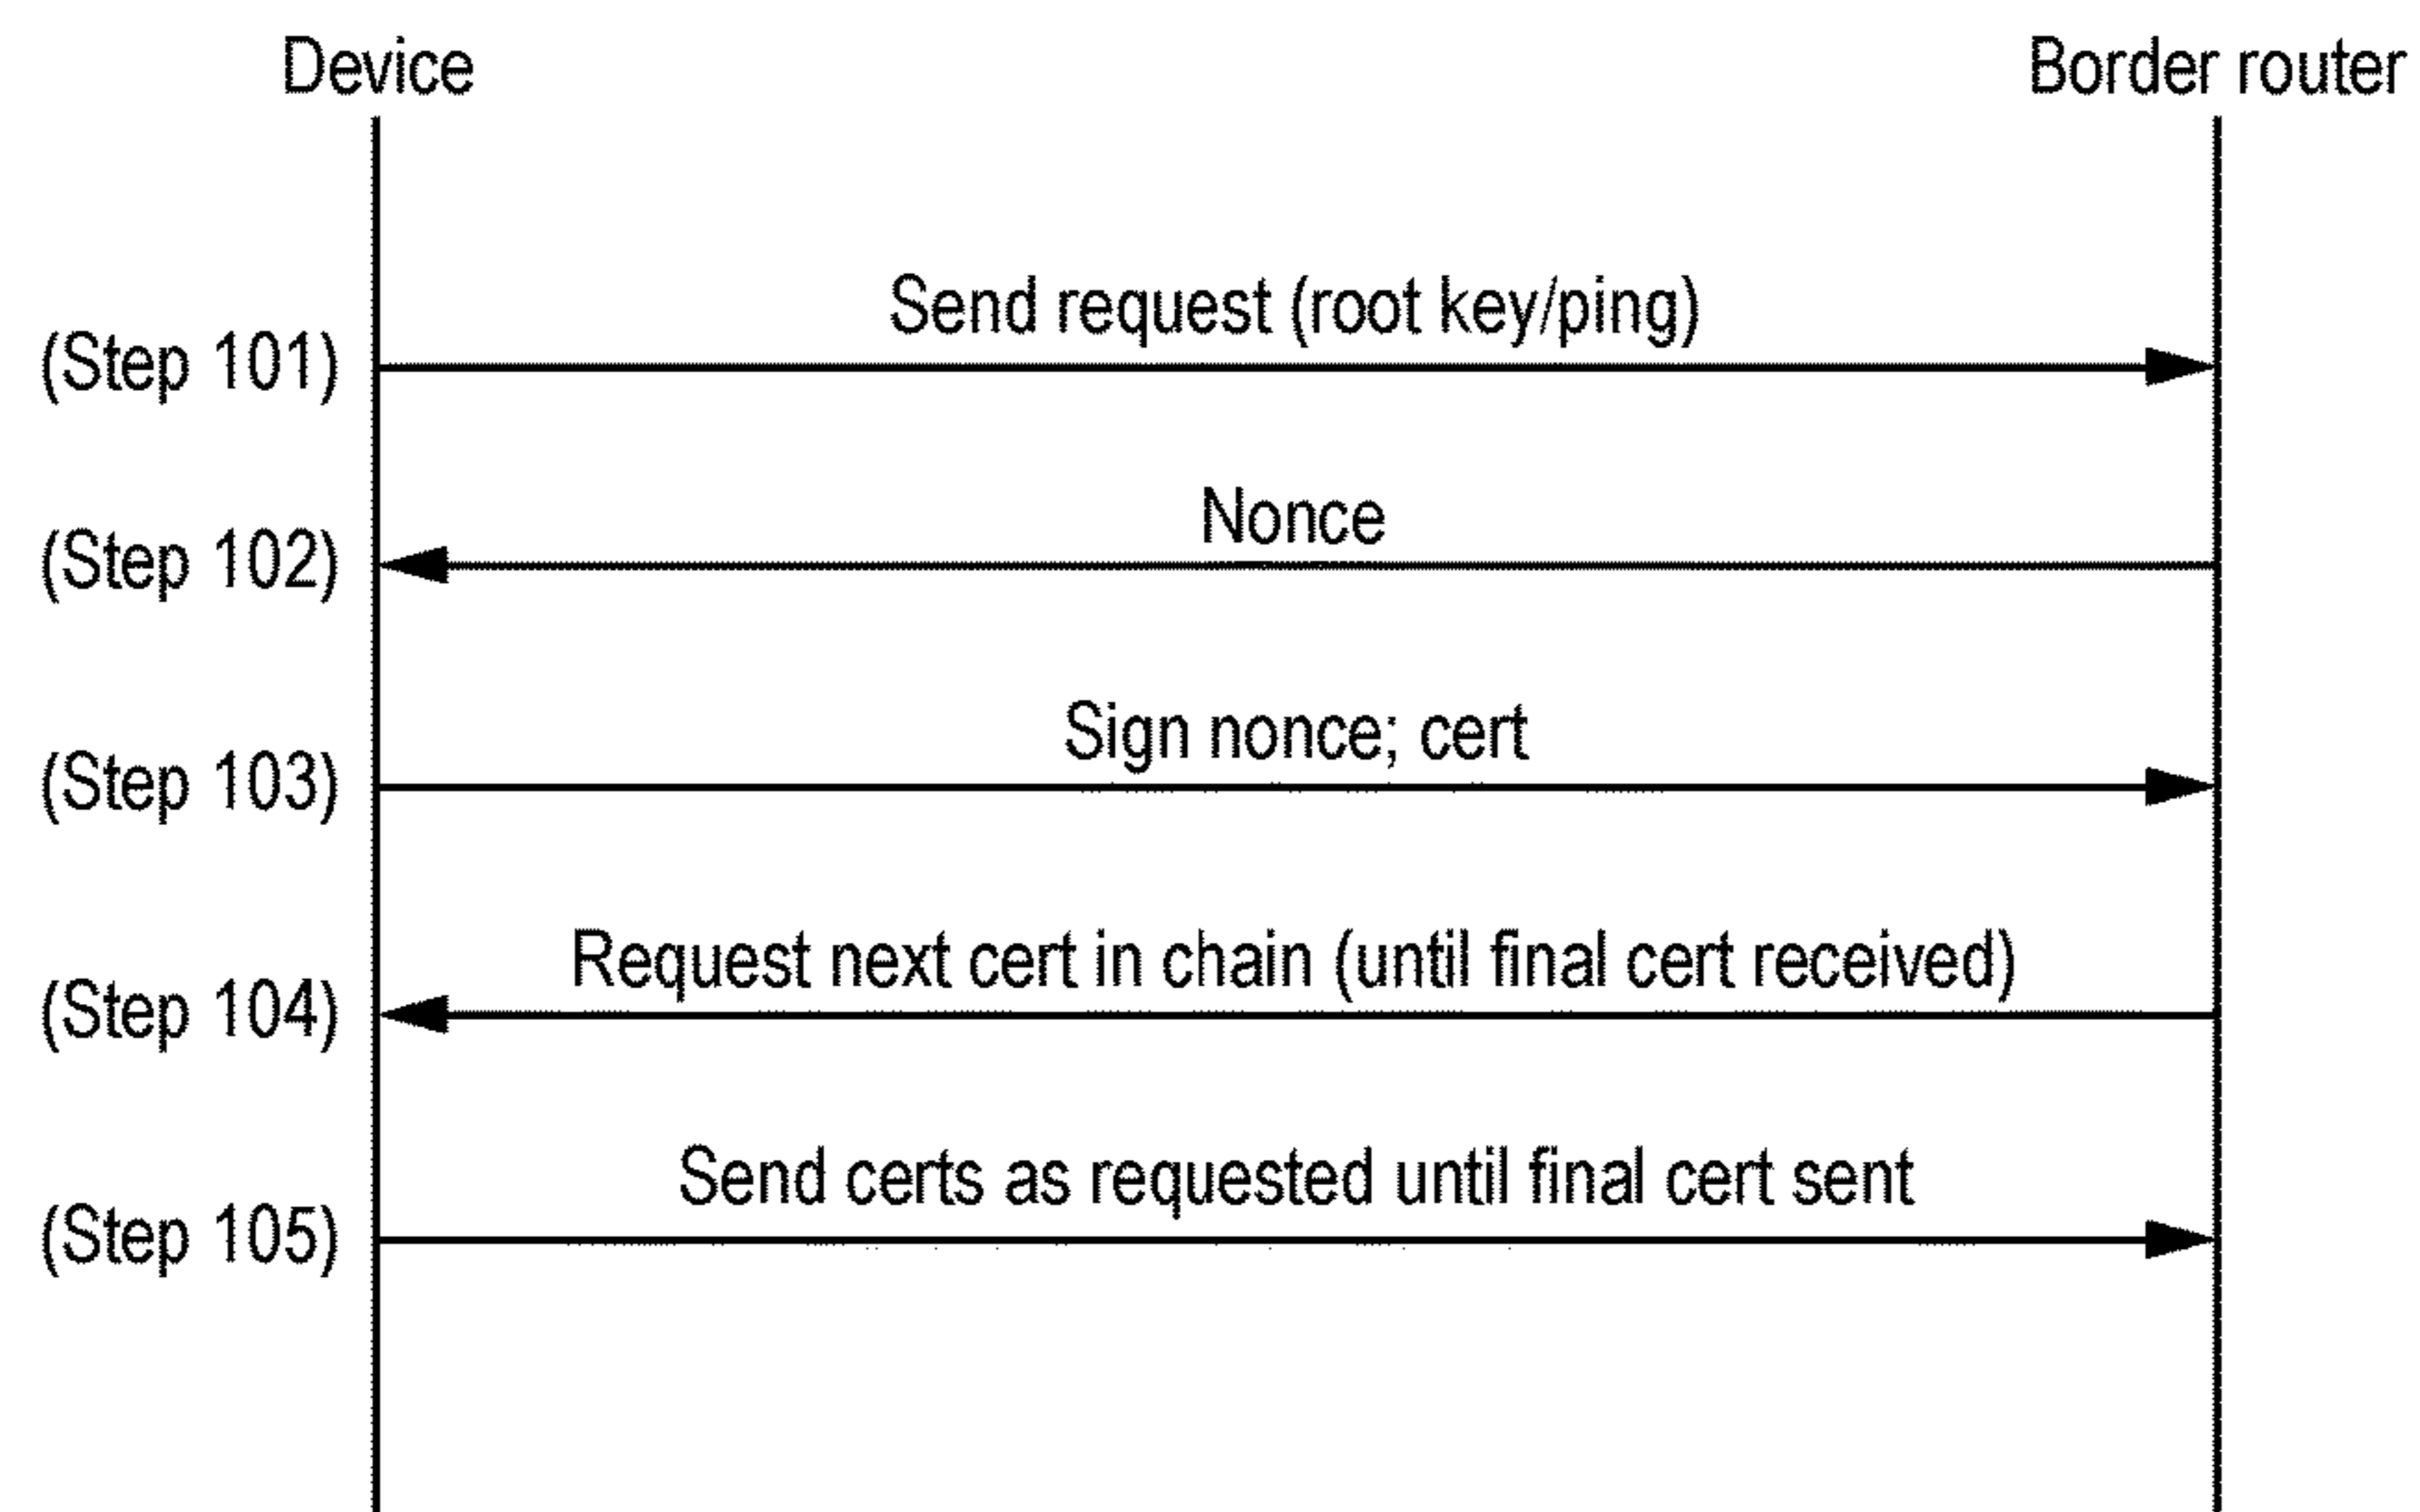 Device
Border router
Send request (root key/ping)
(Step 101)
Nonce
(Step 102)
Sign nonce; cert
(Step 103)
Request next cert in chain (until final cert received)
(Step 104)
Send certs as requested until final cert sent
(Step 105)